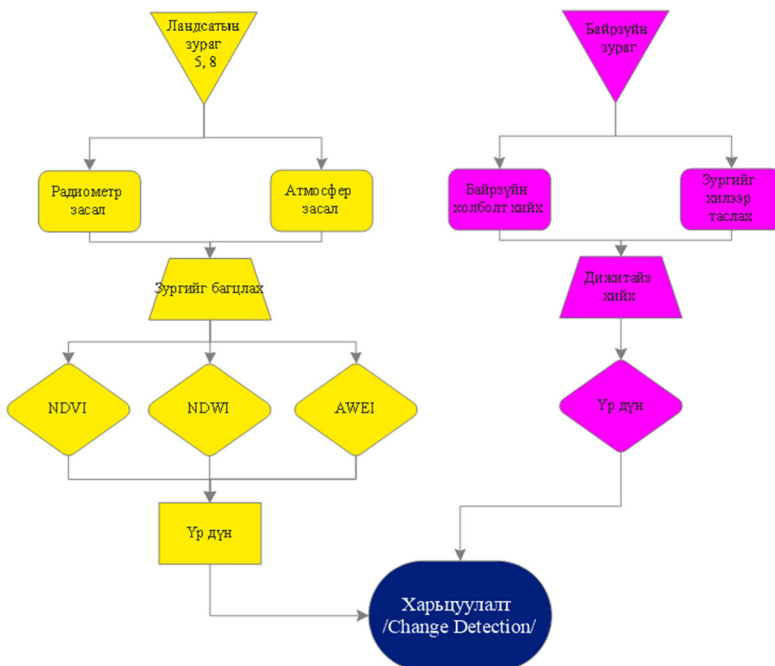 Ландсатын
зураг
5, 8
Байрзүйн
зураг
Радиометр
засал
Атмосфер
засал
Байрзүйн
холболт хийх
Зургийг
хилээр
таслах
Зургийг багцлах
Дижитайз
хийх
NDVI
NDWI
AWEI
Үр дүн
Үр дүн
Харьцуулалт
/Change Detection/